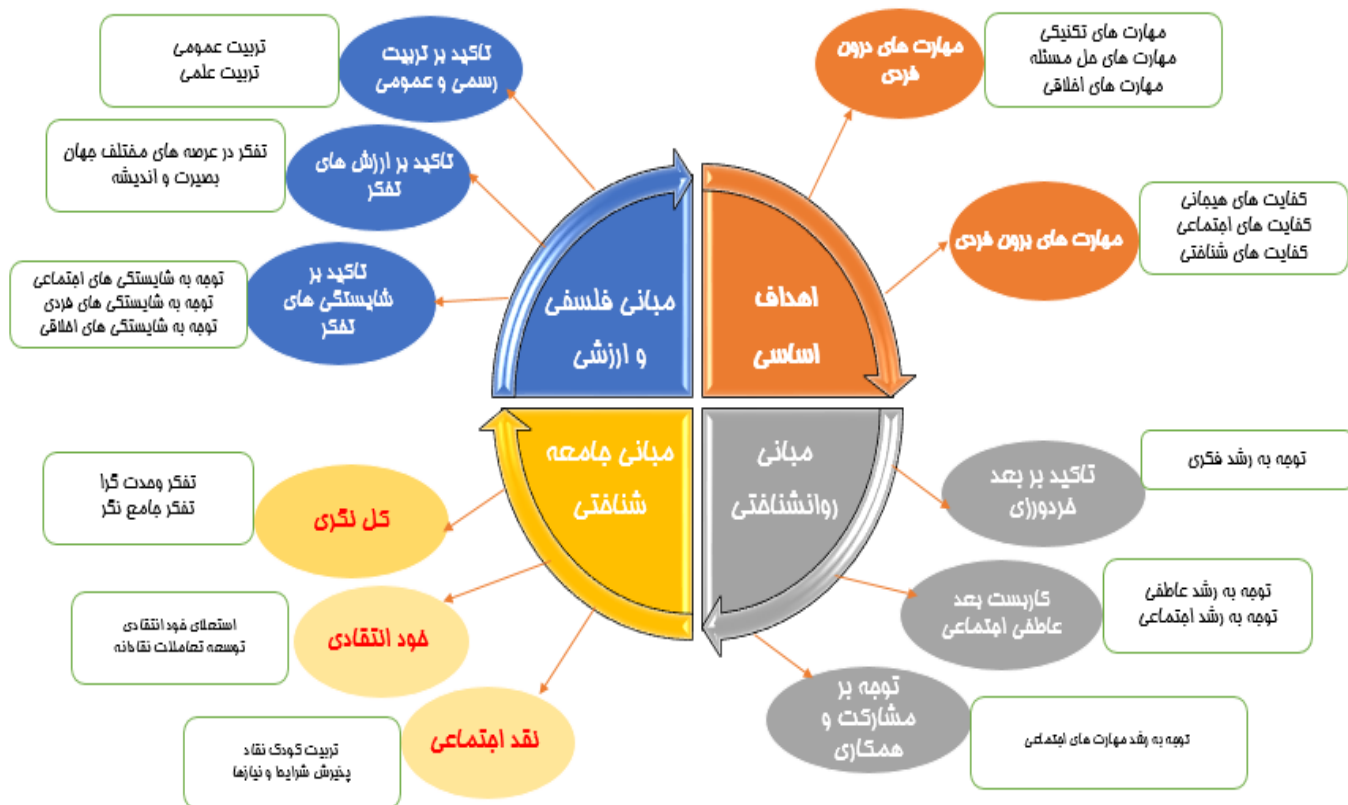 مهارت های درون
فردی
مهارت های تکنیکی
مهارت های حل مسئله
مهارت های اخلاقی
مهارت های برون فردی
کفایت های هیجانی
کفایت های اجتماعی
کفایت های شناختی
اهداف
اساسی
تاکید بر تربیت
رسمی و عمومی
تربیت عمومی
تربیت علمی
تاکید بر ارزش های
تفکر
تفکر در عرصه های مختلف جهان
بصیرت و اندیشه
تاکید بر
شایستگی های
تفکر
توجه به شایستگی های اجتماعی
توجه به شایستگی های فردی
توجه به شایستگی های اخلاقی
مبانی فلسفی
و ارزشی
مبانی
روانشناختی
تاکید بر بعد
خردورزی
توجه به رشد فکری
کاربست بعد
عاطفی اجتماعی
توجه به رشد عاطفی
توجه به رشد اجتماعی
توجه بر
مشارکت و
همکاری
توجه به رشد مهارت های اجتماعی
مبانی جامعه
شناختی
کل نگری
تفکر وحدت گرا
تفکر جامع نگر
خود انتقادی
استعلای خود انتقادی
توسعه تعاملات نقادانه
نقد اجتماعی
تربیت کودک نقاد
پذیرش شرایط و نیازها